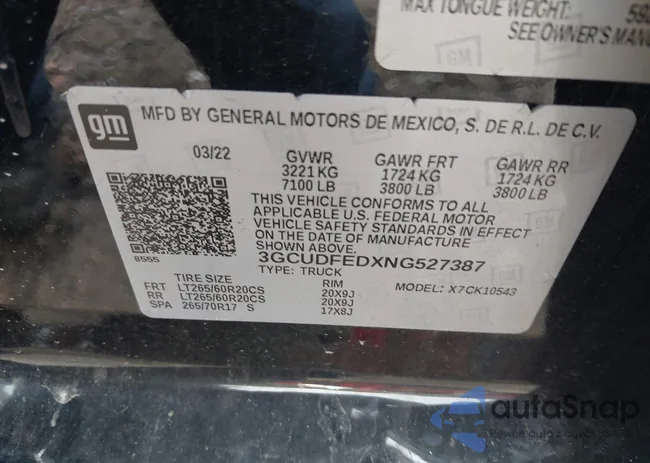 MAX TONGUE WEIGHT:
SEE OWNER'S MANU
gm
MFD BY GENERAL MOTORS DE MEXICO, S. DE R.L. DE C.V.
03/22 GVWR GAWR FRT GAWR RR
3221 KG 1724 KG 1724 KG
7100 LB 3800 LB 3800 LB
THIS VEHICLE CONFORMS TO ALL
APPLICABLE U.S. FEDERAL MOTOR
VEHICLE SAFETY STANDARDS IN EFFECT
ON THE DATE OF MANUFACTURE
SHOWN ABOVE.
8555
3GCUDFEDXNG527387
TYPE: TRUCK
MODEL: X7CK10543
TIRE SIZE RIM
FRT LT265/60R20CS 20X9J
RR LT265/60R20CS 20X9J
SPA 265/70R17 S 17X8J
autoSnap
Pewne auto z